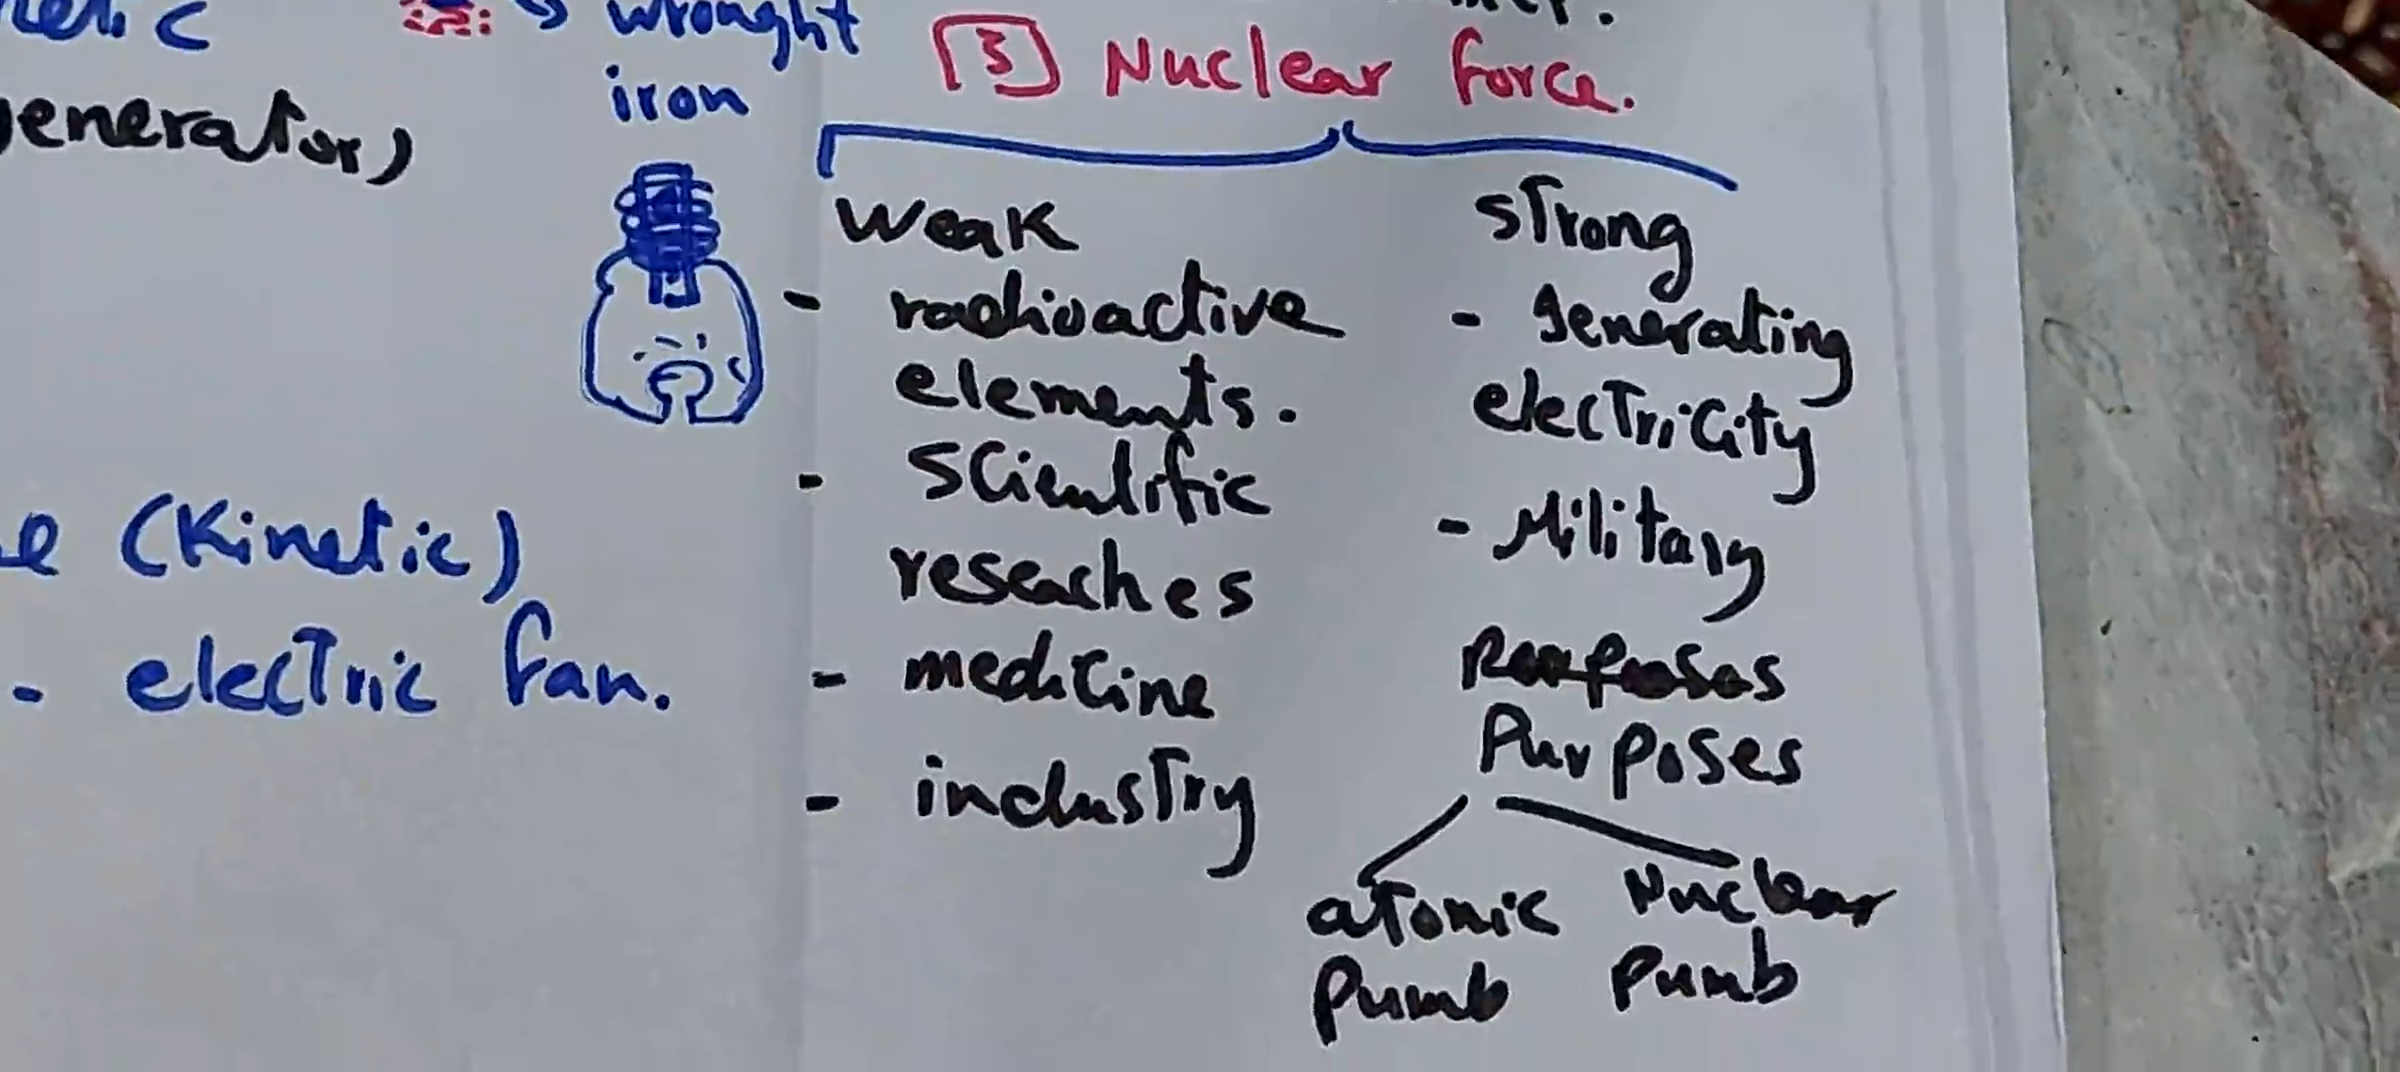 wrought
iron
generator)
(Kinetic)
- electric fan.
[3] Nuclear force.
weak
- radioactive
elements.
- Scientific
reseaches
- medicine
- industry
strong
- generating
electricity
- Military
Purposes
atomic Nuclear
Pumb Pumb